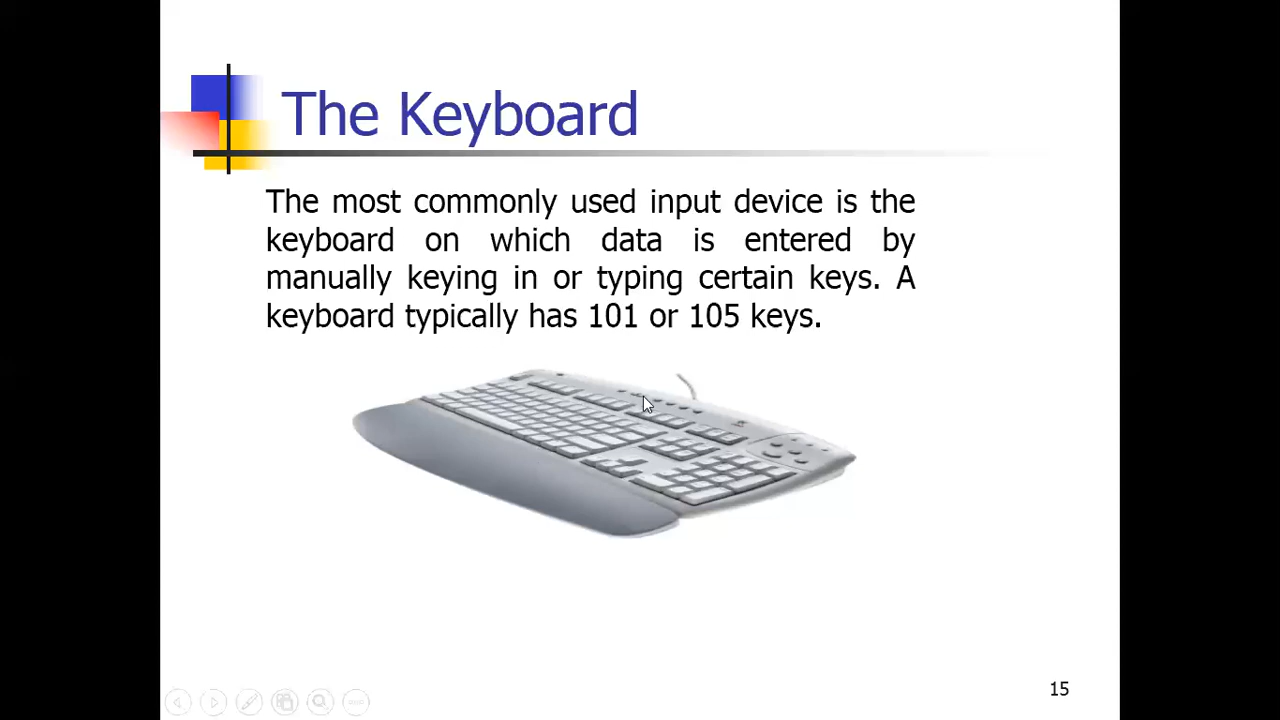 The Keyboard
The most commonly used input device is the
keyboard on which data is entered by
manually keying in or typing certain keys. A
keyboard typically has 101 or 105 keys.
15